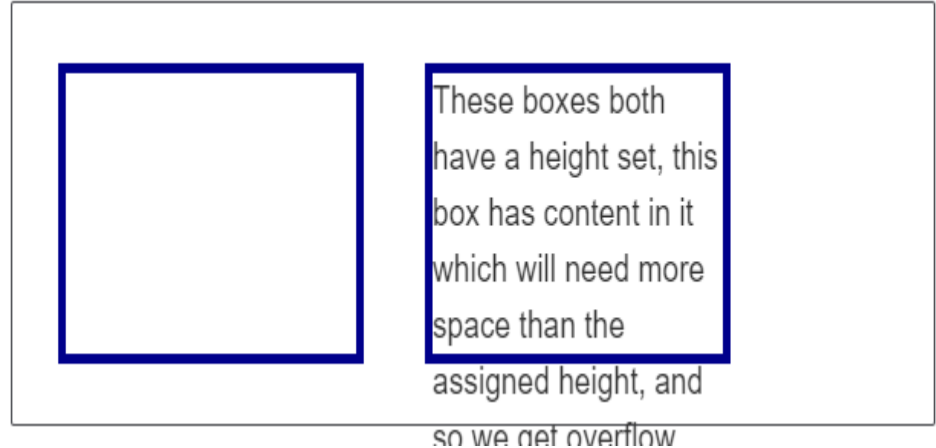 These boxes both
have a height set, this
box has content in it
which will need more
space than the
assigned height, and
so we get overflow